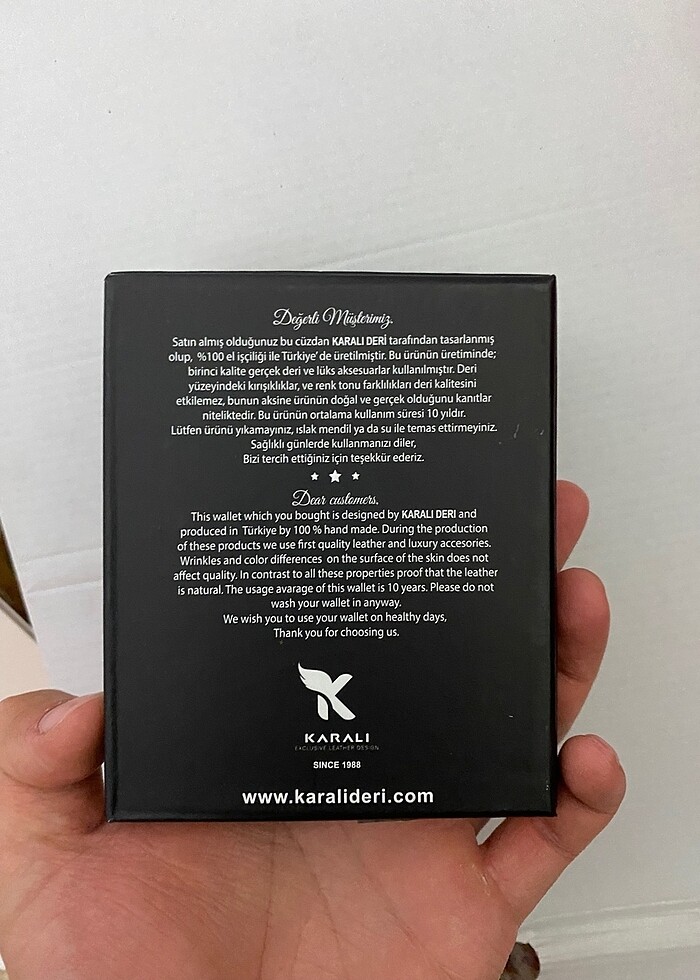 Değerli Müşterimiz,
Satın almış olduğunuz bu cüzdan KARALI DERİ tarafından tasarlanmış
olup, %100 el işçiliği ile Türkiye' de üretilmiştir. Bu ürünün üretiminde;
birinci kalite gerçek deri ve lüks aksesuarlar kullanılmıştır. Deri
yüzeyindeki kırışıklıklar, ve renk tonu farklılıkları deri kalitesini
etkilemez, bunun aksine ürünün doğal ve gerçek olduğunu kanıtlar
niteliktedir. Bu ürünün ortalama kullanım süresi 10 yıldır.
Lütfen ürünü yıkamayınız, ıslak mendil ya da su ile temas ettirmeyiniz.
Sağlıklı günlerde kullanmanızı diler,
Bizi tercih ettiğiniz için teşekkür ederiz.
Dear customers,
This wallet which you bought is designed by KARALI DERI and
produced in Türkiye by 100 % hand made. During the production
of these products we use first quality leather and luxury accesories.
Wrinkles and color differences on the surface of the skin does not
affect quality. In contrast to all these properties proof that the leather
is natural. The usage avarage of this wallet is 10 years. Please do not
wash your wallet in anyway.
We wish you to use your wallet on healthy days,
Thank you for choosing us.
KARALI
EXCLUSIVE LEATHER DESIGN
SINCE 1988
www.karalideri.com